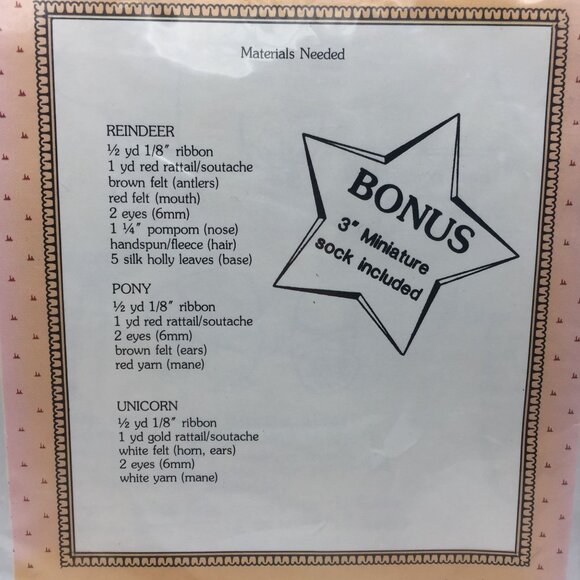 Materials Needed
REINDEER
½ yd 1/8″ ribbon
1 yd red rattail/soutache
brown felt (antlers)
red felt (mouth)
2 eyes (6mm)
1 ¼″ pompom (nose)
handspun/fleece (hair)
5 silk holly leaves (base)
BONUS
3″ Miniature
sock included
PONY
½ yd 1/8″ ribbon
1 yd red rattail/soutache
2 eyes (6mm)
brown felt (ears)
red yarn (mane)
UNICORN
½ yd 1/8″ ribbon
1 yd gold rattail/soutache
white felt (horn, ears)
2 eyes (6mm)
white yarn (mane)